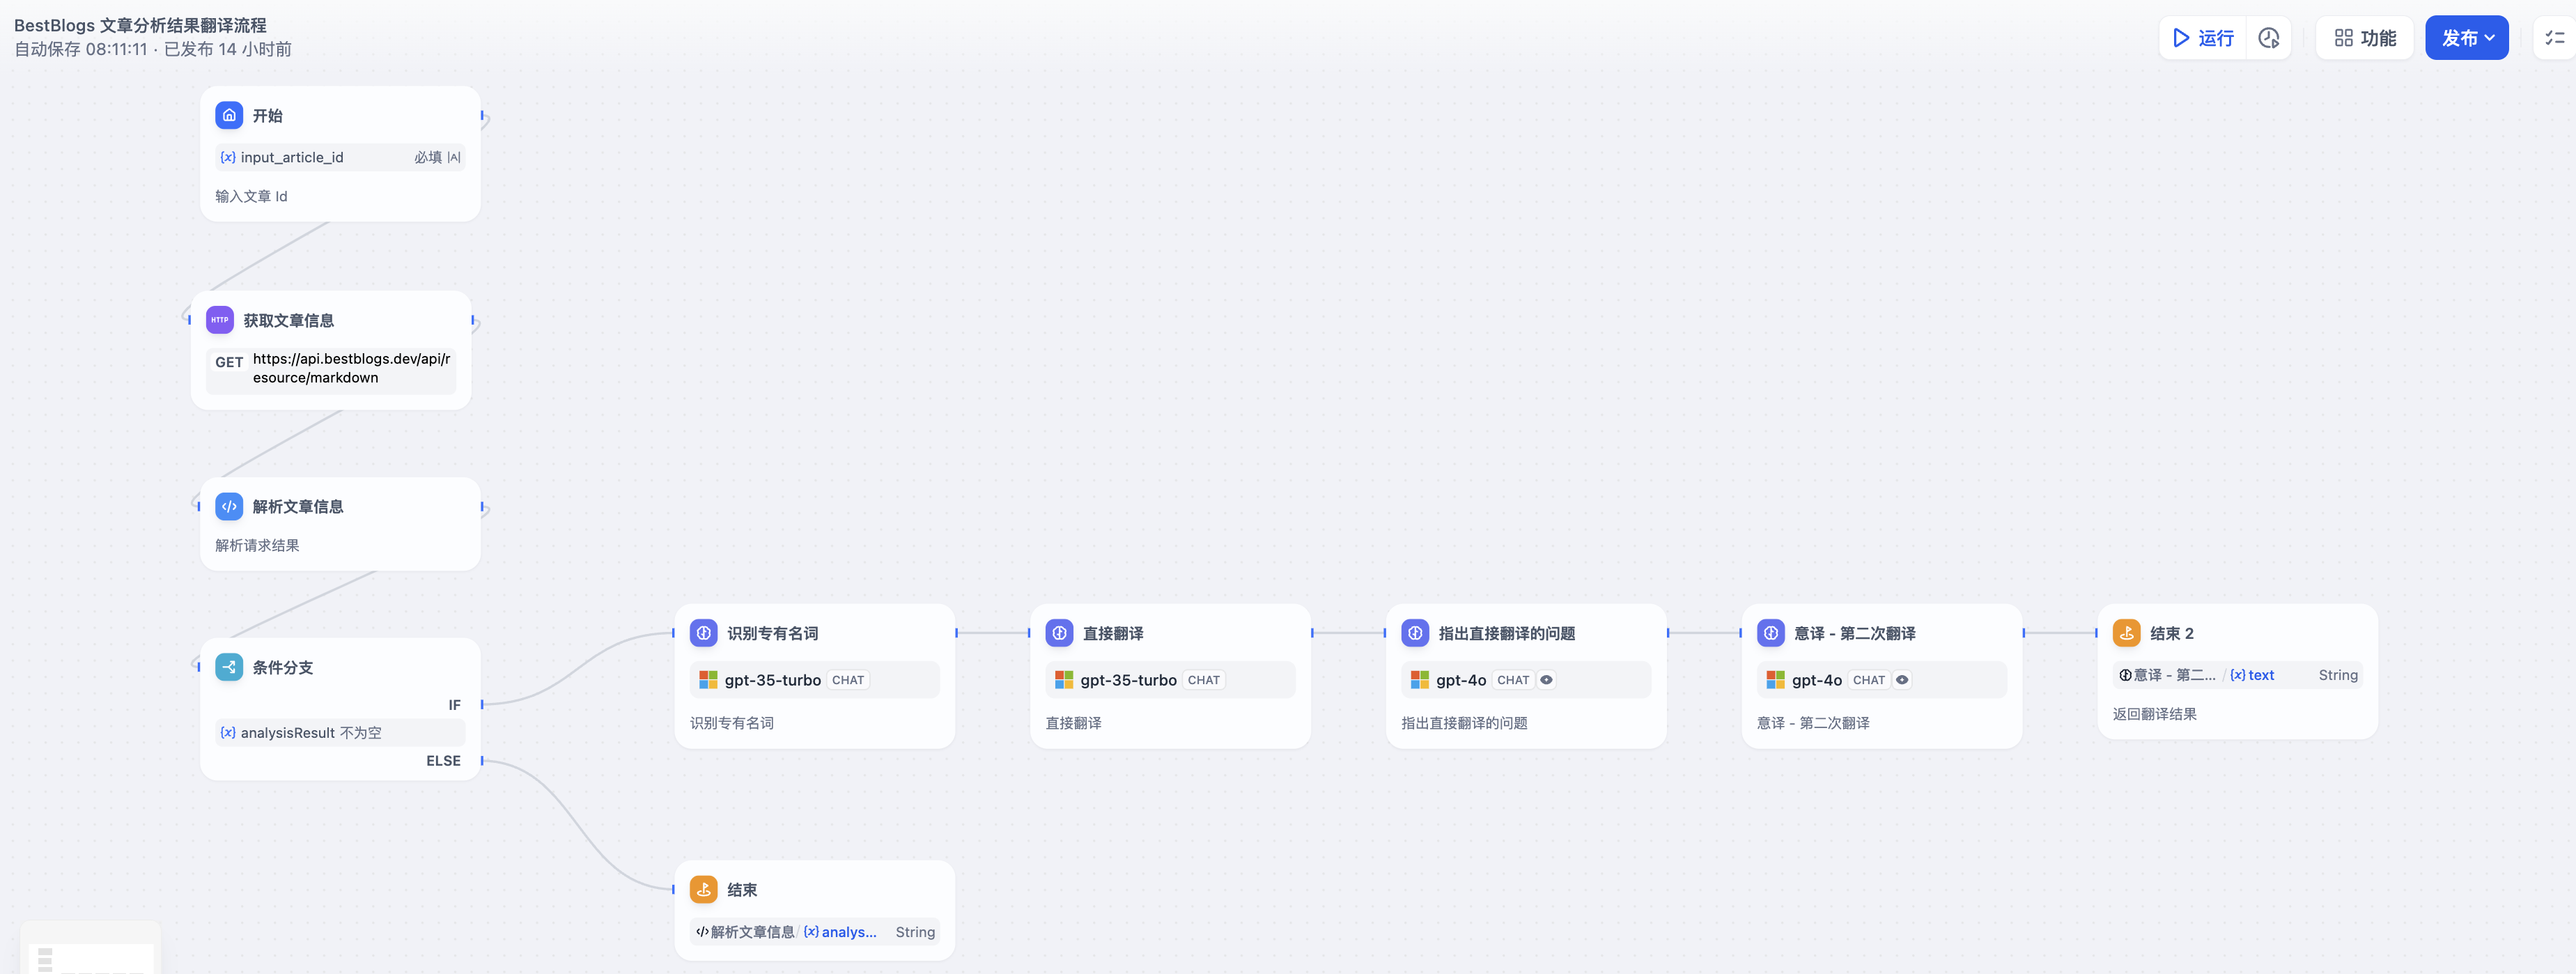 BestBlogs 文章分析结果翻译流程
自动保存 08:11:11 · 已发布 14 小时前
运行
功能
发布
开始
{x} input_article_id 必填
输入文章 Id
HTTP 获取文章信息
GET https://api.bestblogs.dev/api/r
esource/markdown
解析文章信息
解析请求结果
条件分支
IF
{x} analysisResult 不为空
ELSE
识别专有名词
gpt-35-turbo CHAT
识别专有名词
直接翻译
gpt-35-turbo CHAT
直接翻译
指出直接翻译的问题
gpt-4o CHAT
指出直接翻译的问题
意译 - 第二次翻译
gpt-4o CHAT
意译 - 第二次翻译
结束 2
意译 - 第二... / {x} text String
返回翻译结果
结束
解析文章信息 / {x} analys... String